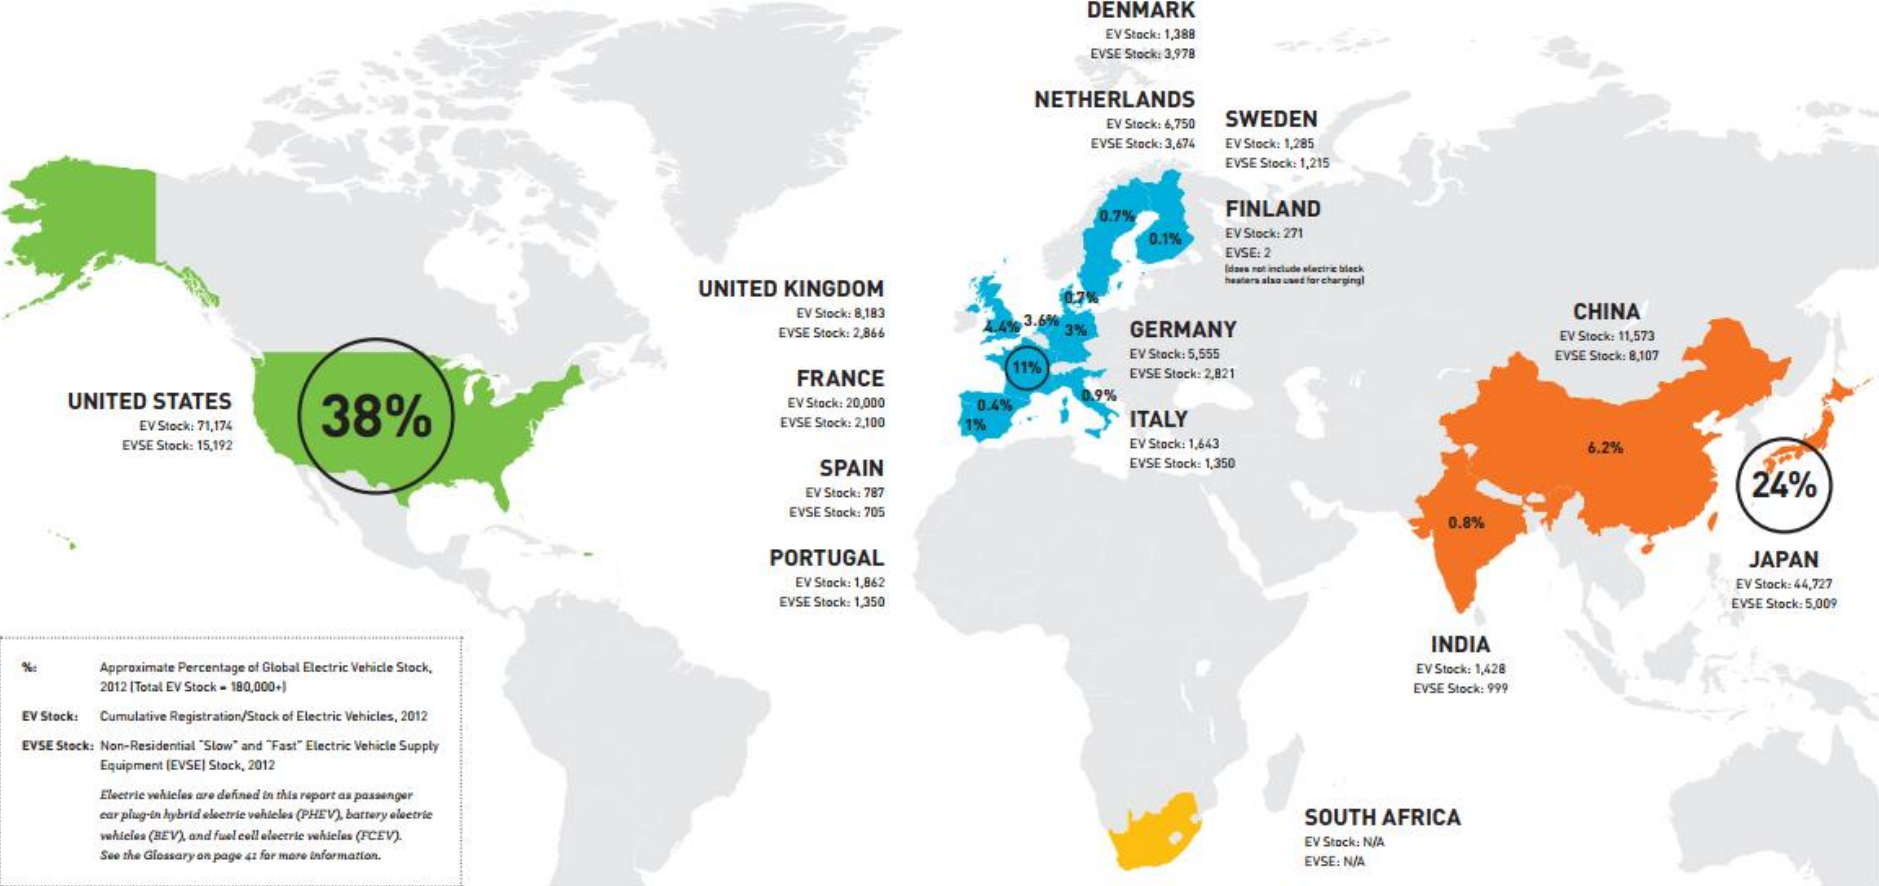 DENMARK
EV Stock: 1,388
EVSE Stock: 3,978
NETHERLANDS
EV Stock: 6,750
EVSE Stock: 3,674
SWEDEN
EV Stock: 1,285
EVSE Stock: 1,215
FINLAND
EV Stock: 271
EVSE: 2
(does not include electric block
heaters also used for charging)
UNITED KINGDOM
EV Stock: 8,183
EVSE Stock: 2,866
FRANCE
EV Stock: 20,000
EVSE Stock: 2,100
SPAIN
EV Stock: 787
EVSE Stock: 705
PORTUGAL
EV Stock: 1,862
EVSE Stock: 1,350
0.7%
0.1%
0.7%
4.4%
3.6%
3%
11%
0.9%
0.4%
1%
GERMANY
EV Stock: 5,555
EVSE Stock: 2,821
ITALY
EV Stock: 1,643
EVSE Stock: 1,350
UNITED STATES
EV Stock: 71,174
EVSE Stock: 15,192
38%
CHINA
EV Stock: 11,573
EVSE Stock: 8,107
6.2%
24%
JAPAN
EV Stock: 44,727
EVSE Stock: 5,009
0.8%
INDIA
EV Stock: 1,428
EVSE Stock: 999
SOUTH AFRICA
EV Stock: N/A
EVSE: N/A
%: Approximate Percentage of Global Electric Vehicle Stock,
2012 (Total EV Stock = 180,000+)
EV Stock: Cumulative Registration/Stock of Electric Vehicles, 2012
EVSE Stock: Non-Residential "Slow" and "Fast" Electric Vehicle Supply
Equipment (EVSE) Stock, 2012
Electric vehicles are defined in this report as passenger
car plug-in hybrid electric vehicles (PHEV), battery electric
vehicles (BEV), and fuel cell electric vehicles (FCEV).
See the Glossary on page 41 for more information.